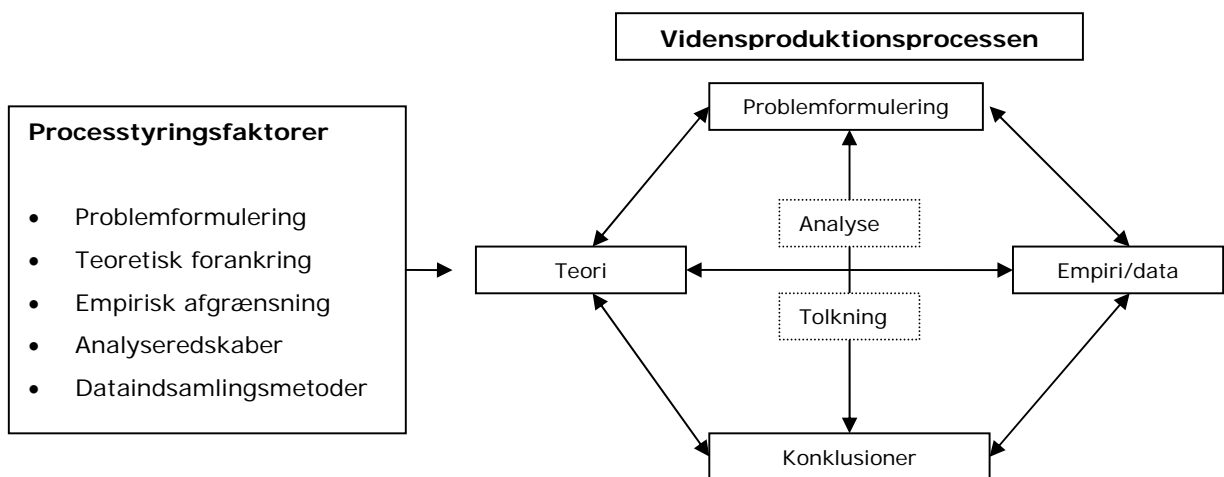 Vidensproduktionsprocessen
Processtyringsfaktorer
• Problemformulering
• Teoretisk forankring
• Empirisk afgrænsning
• Analyseredskaber
• Dataindsamlingsmetoder
Problemformulering
Analyse
Teori
Empiri/data
Tolkning
Konklusioner